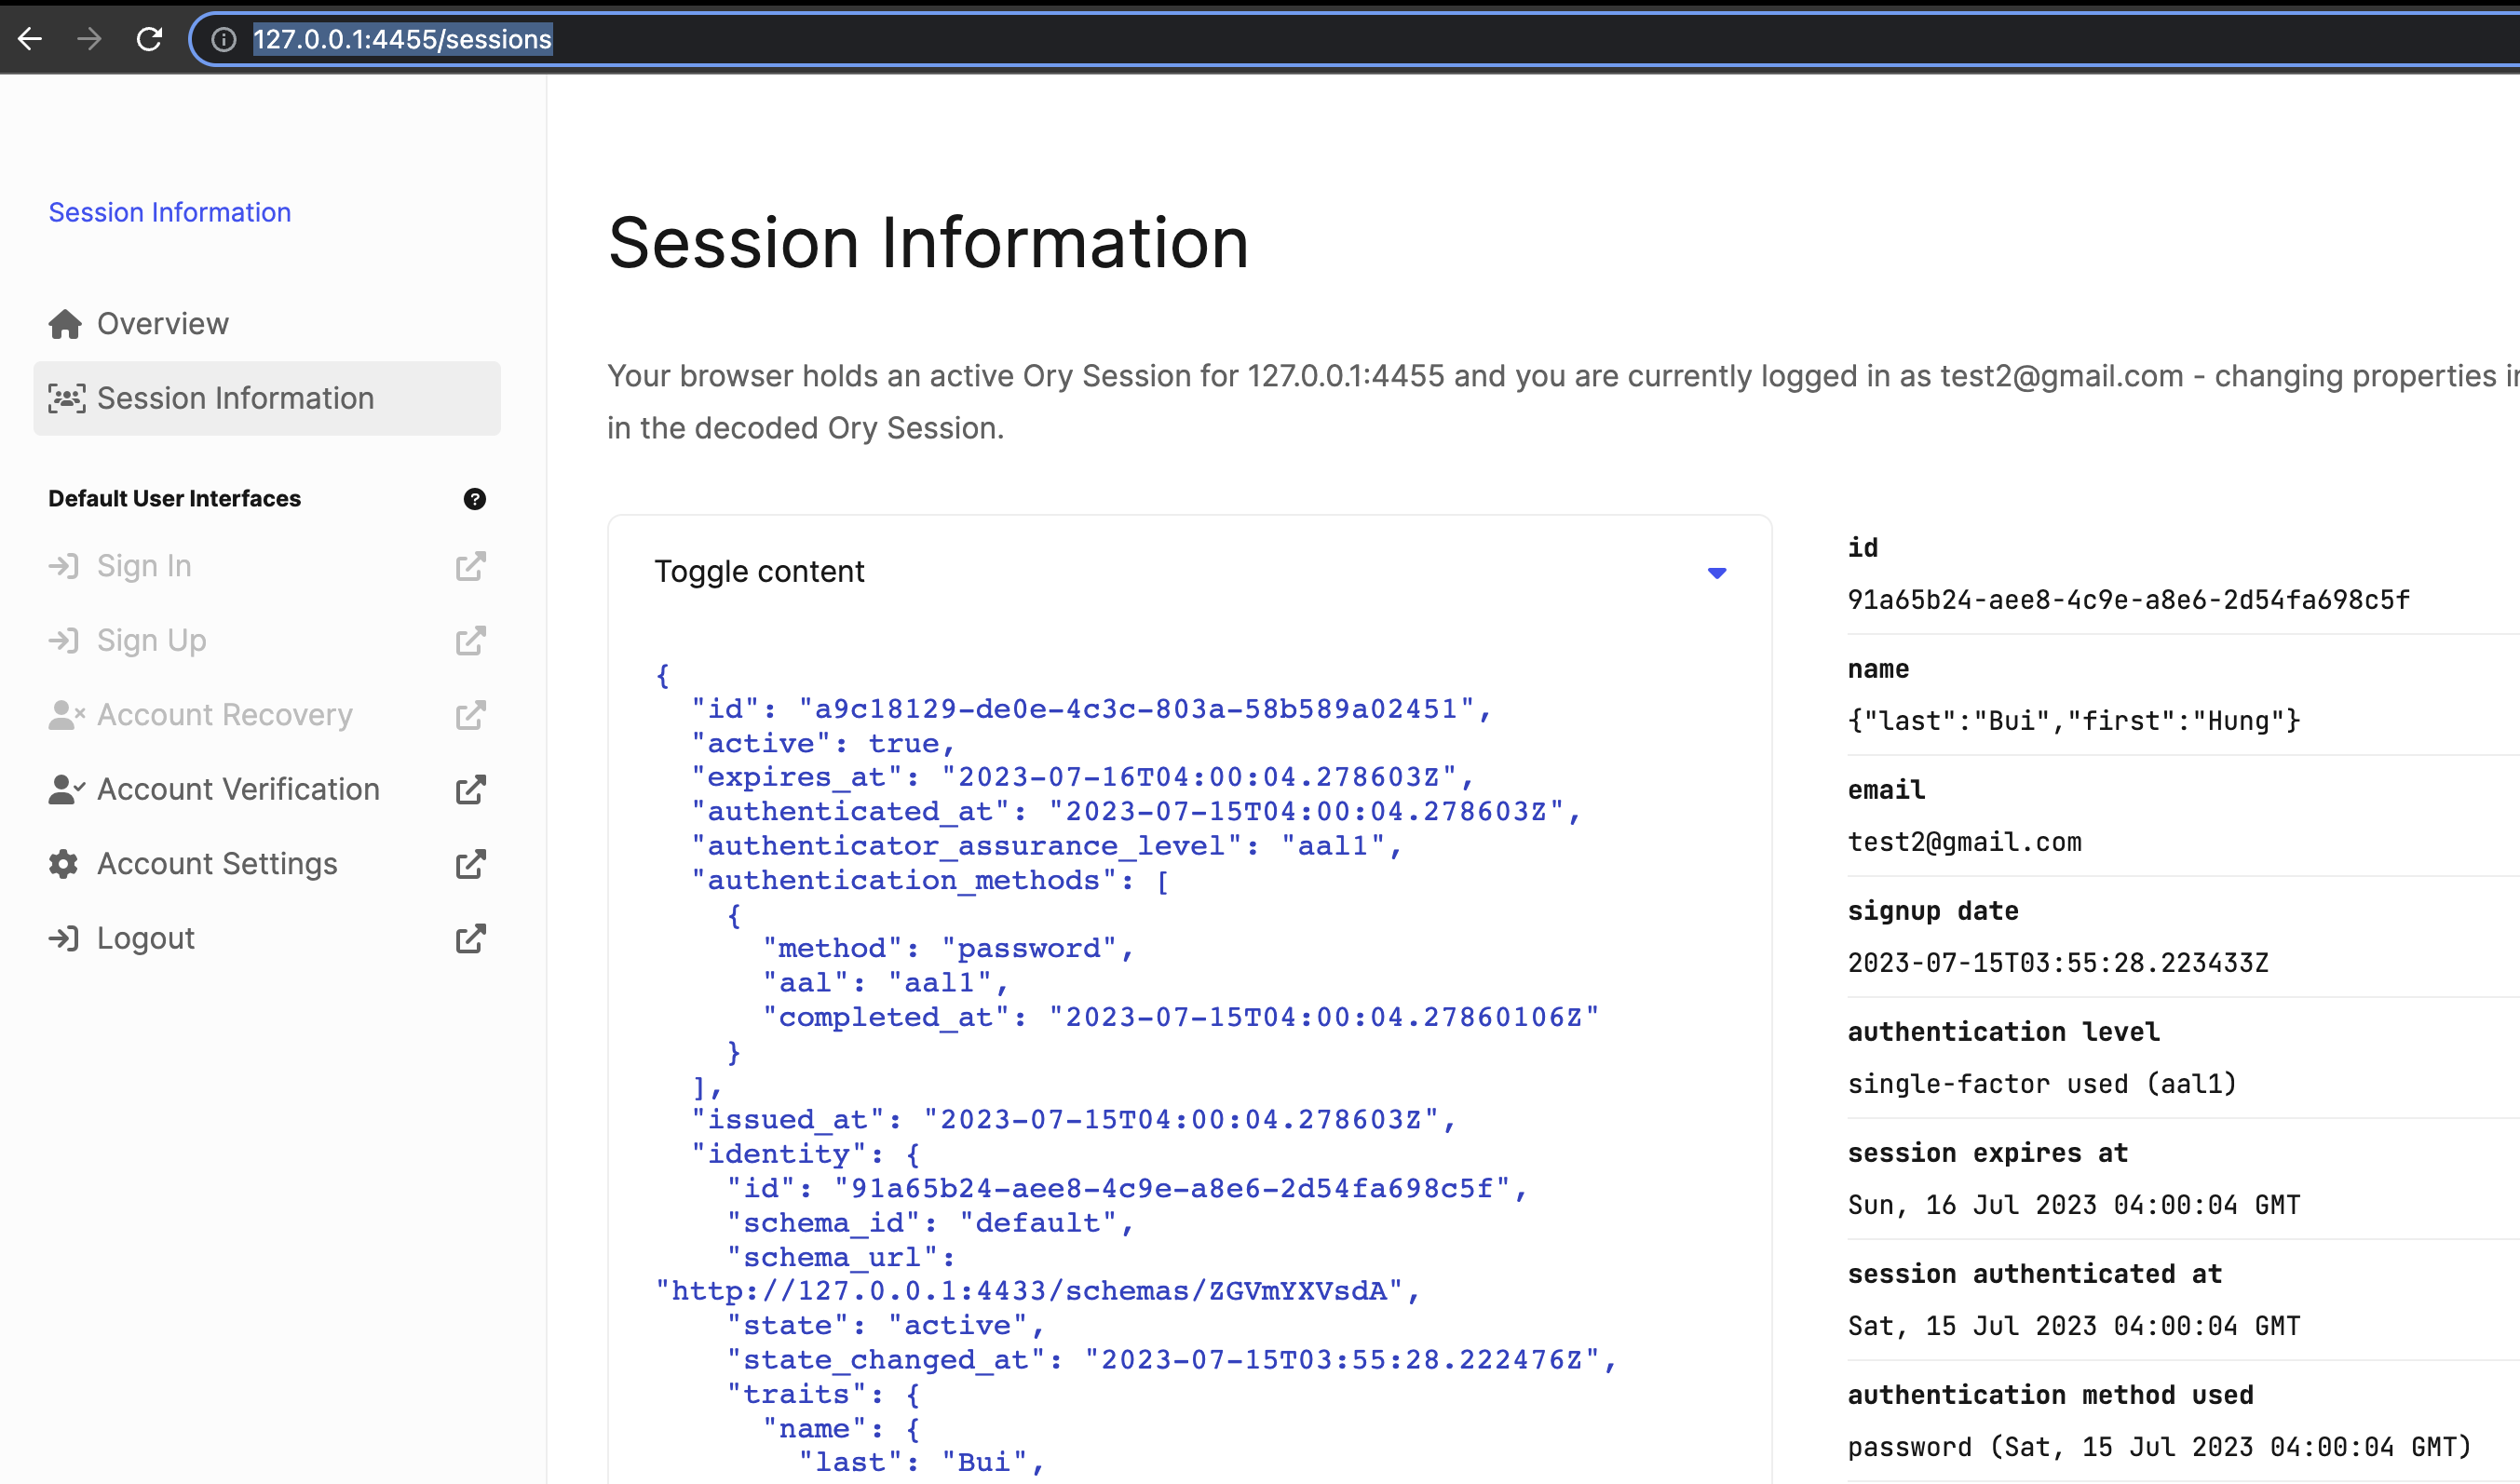 127.0.0.1:4455/sessions
Session Information
Overview
Session Information
Default User Interfaces
Sign In
Sign Up
Account Recovery
Account Verification
Account Settings
Logout
Session Information
Your browser holds an active Ory Session for 127.0.0.1:4455 and you are currently logged in as test2@gmail.com - changing properties
in the decoded Ory Session.
Toggle content
{
"id": "a9c18129-de0e-4c3c-803a-58b589a02451",
"active": true,
"expires_at": "2023-07-16T04:00:04.278603Z",
"authenticated_at": "2023-07-15T04:00:04.278603Z",
"authenticator_assurance_level": "aal1",
"authentication_methods": [
{
"method": "password",
"aal": "aal1",
"completed_at": "2023-07-15T04:00:04.27860106Z"
}
],
"issued_at": "2023-07-15T04:00:04.278603Z",
"identity": {
"id": "91a65b24-aee8-4c9e-a8e6-2d54fa698c5f",
"schema_id": "default",
"schema_url":
"http://127.0.0.1:4433/schemas/ZGVmYXVsdA",
"state": "active",
"state_changed_at": "2023-07-15T03:55:28.222476Z",
"traits": {
"name": {
"last": "Bui",
id
91a65b24-aee8-4c9e-a8e6-2d54fa698c5f
name
{"last":"Bui","first":"Hung"}
email
test2@gmail.com
signup date
2023-07-15T03:55:28.223433Z
authentication level
single-factor used (aal1)
session expires at
Sun, 16 Jul 2023 04:00:04 GMT
session authenticated at
Sat, 15 Jul 2023 04:00:04 GMT
authentication method used
password (Sat, 15 Jul 2023 04:00:04 GMT)